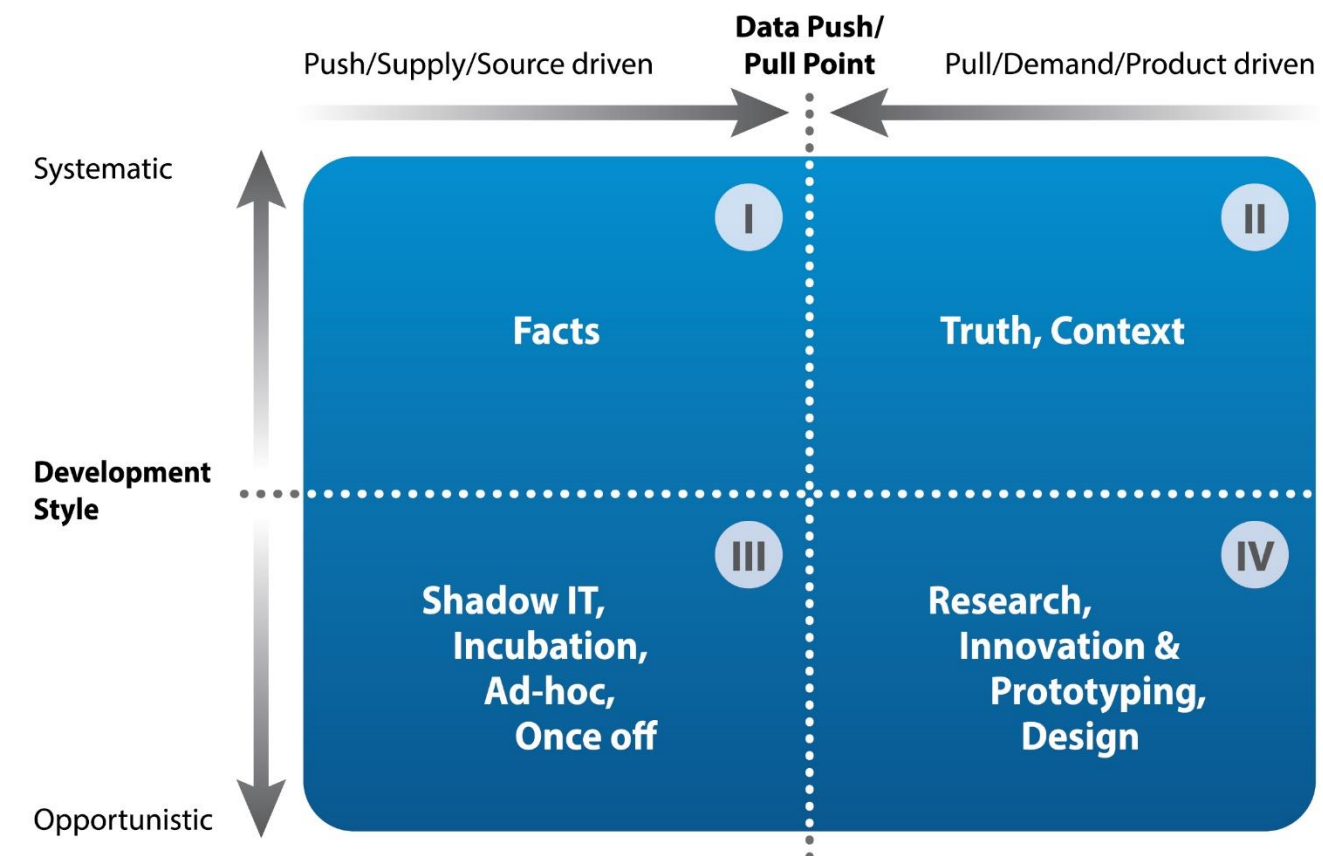 Data Push/
Pull Point
Push/Supply/Source driven
Pull/Demand/Product driven
Systematic
I
II
Facts
Truth, Context
Development
Style
III
IV
Shadow IT,
Incubation,
Ad-hoc,
Once off
Research,
Innovation &
Prototyping,
Design
Opportunistic